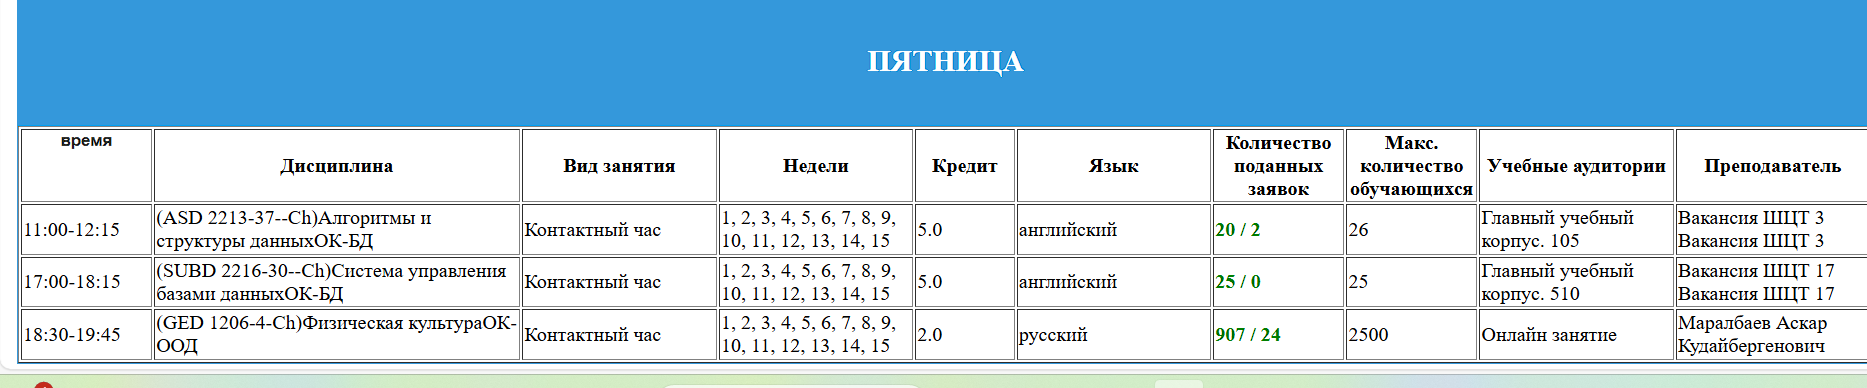 ПЯТНИЦА
время
Дисциплина
Вид занятия
Недели
Кредит
Язык
Количество
поданных
заявок
Макс.
количество
обучающихся
Учебные аудитории
Преподаватель
11:00-12:15
(ASD 2213-37--Ch)Алгоритмы и
структуры данныхОК-БД
Контактный час
1, 2, 3, 4, 5, 6, 7, 8, 9,
10, 11, 12, 13, 14, 15
5.0
английский
20 / 2
26
Главный учебный
корпус. 105
Вакансия ШЦТ 3
Вакансия ШЦТ 3
17:00-18:15
(SUBD 2216-30--Ch)Система управления
базами данныхОК-БД
Контактный час
1, 2, 3, 4, 5, 6, 7, 8, 9,
10, 11, 12, 13, 14, 15
5.0
английский
25 / 0
25
Главный учебный
корпус. 510
Вакансия ШЦТ 17
Вакансия ШЦТ 17
18:30-19:45
(GED 1206-4-Ch)Физическая культураОК-
ООД
Контактный час
1, 2, 3, 4, 5, 6, 7, 8, 9,
10, 11, 12, 13, 14, 15
2.0
русский
907 / 24
2500
Онлайн занятие
Маралбаев Аскар
Кудайбергенович